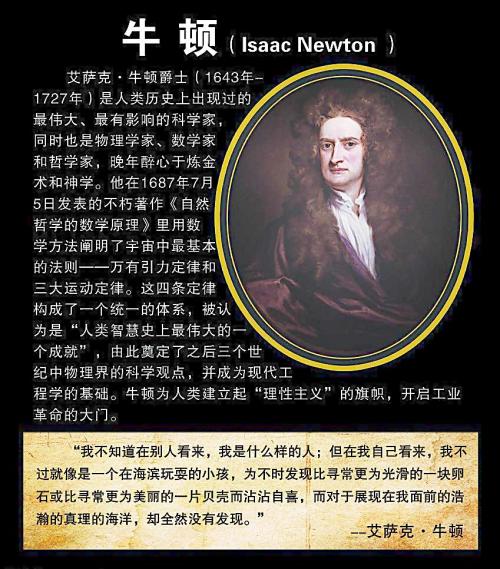 牛 顿（Isaac Newton ）
艾萨克·牛顿爵士（1643年–
1727年）是人类历史上出现过的
最伟大、最有影响的科学家，
同时也是物理学家、数学家
和哲学家，晚年醉心于炼金
术和神学。他在1687年7月
5日发表的不朽著作《自然
哲学的数学原理》里用数
学方法阐明了宇宙中最基本
的法则——万有引力定律和
三大运动定律。这四条定律
构成了一个统一的体系，被认
为是“人类智慧史上最伟大的一
个成就”，由此奠定了之后三个世
纪中物理界的科学观点，并成为现代工
程学的基础。牛顿为人类建立起“理性主义”的旗帜，开启工业
革命的大门。
“我不知道在别人看来，我是什么样的人；但在我自己看来，我不
过就像是一个在海滨玩耍的小孩，为不时发现比寻常更为光滑的一块卵
石或比寻常更为美丽的一片贝壳而沾沾自喜，而对于展现在我面前的浩
瀚的真理的海洋，却全然没有发现。”
--艾萨克·牛顿